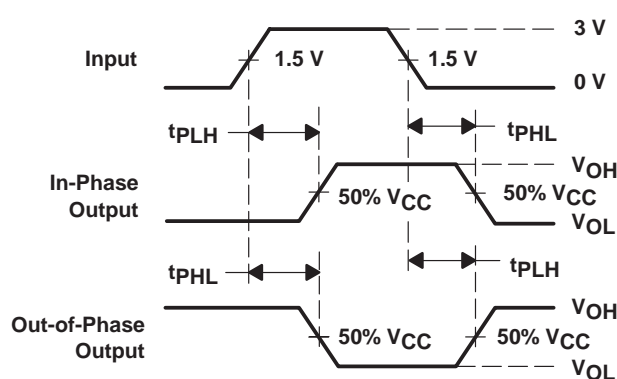 3 V
Input
1.5 V
1.5 V
0 V
tPLH
tPHL
VOH
In-Phase
Output
50% VCC
50% VCC
VOL
tPHL
tPLH
VOH
Out-of-Phase
Output
50% VCC
50% VCC
VOL